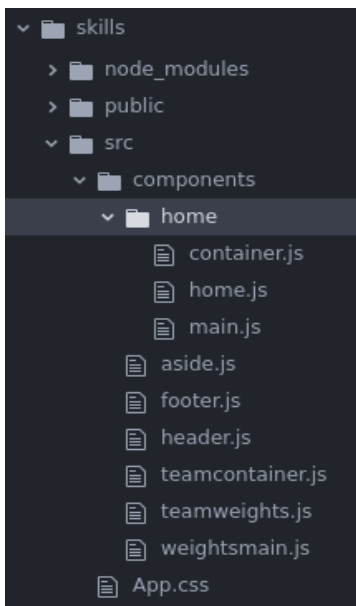 skills
node_modules
public
src
components
home
container.js
home.js
main.js
aside.js
footer.js
header.js
teamcontainer.js
teamweights.js
weightsmain.js
App.css